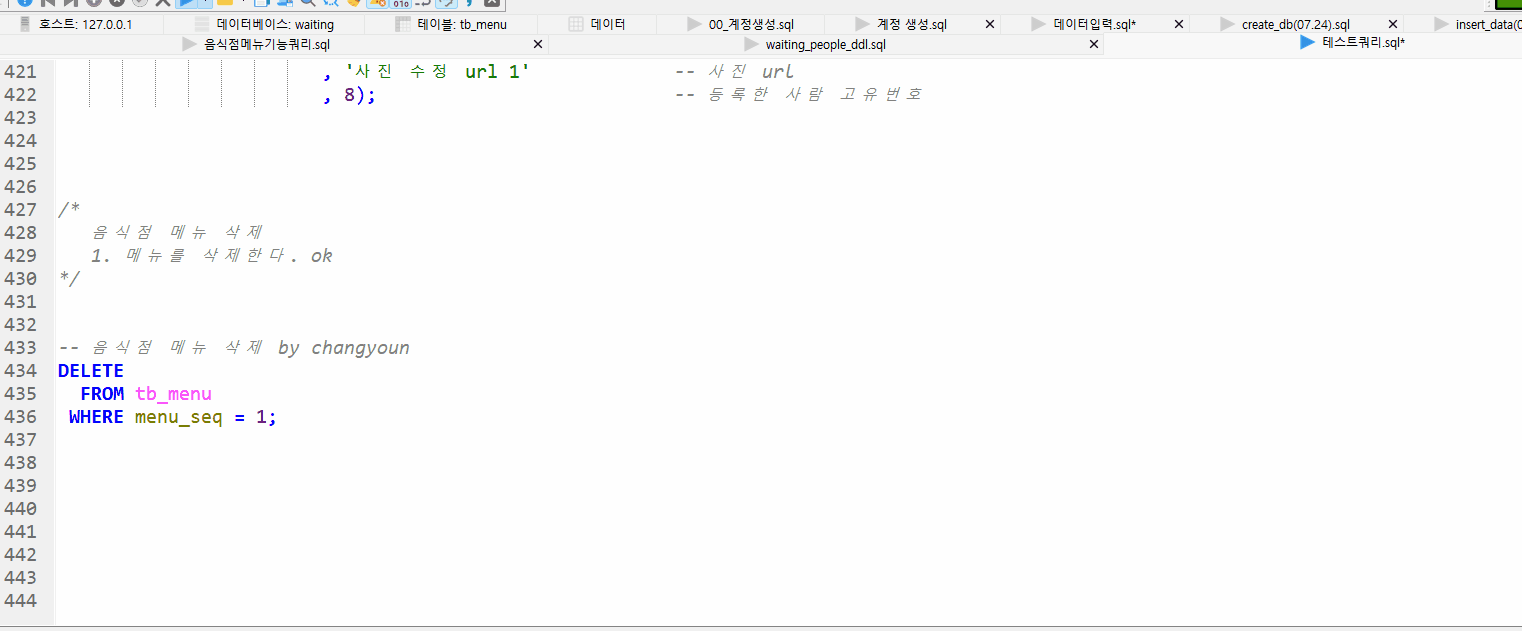 호스트: 127.0.0.1 데이터베이스: waiting 테이블: tb_menu 데이터 00_계정생성.sql 계정 생성.sql 데이터입력.sql* create_db(07.24).sql insert_data(0
음식점메뉴기능쿼리.sql waiting_people_ddl.sql 테스트쿼리.sql*
421 , '사진 수정 url 1' -- 사진 url
422 , 8); -- 등록한 사람 고유번호
423
424
425
426
427 /*
428 음식점 메뉴 삭제
429 1. 메뉴를 삭제한다. ok
430 */
431
432
433 -- 음식점 메뉴 삭제 by changyoun
434 DELETE
435 FROM tb_menu
436 WHERE menu_seq = 1;
437
438
439
440
441
442
443
444